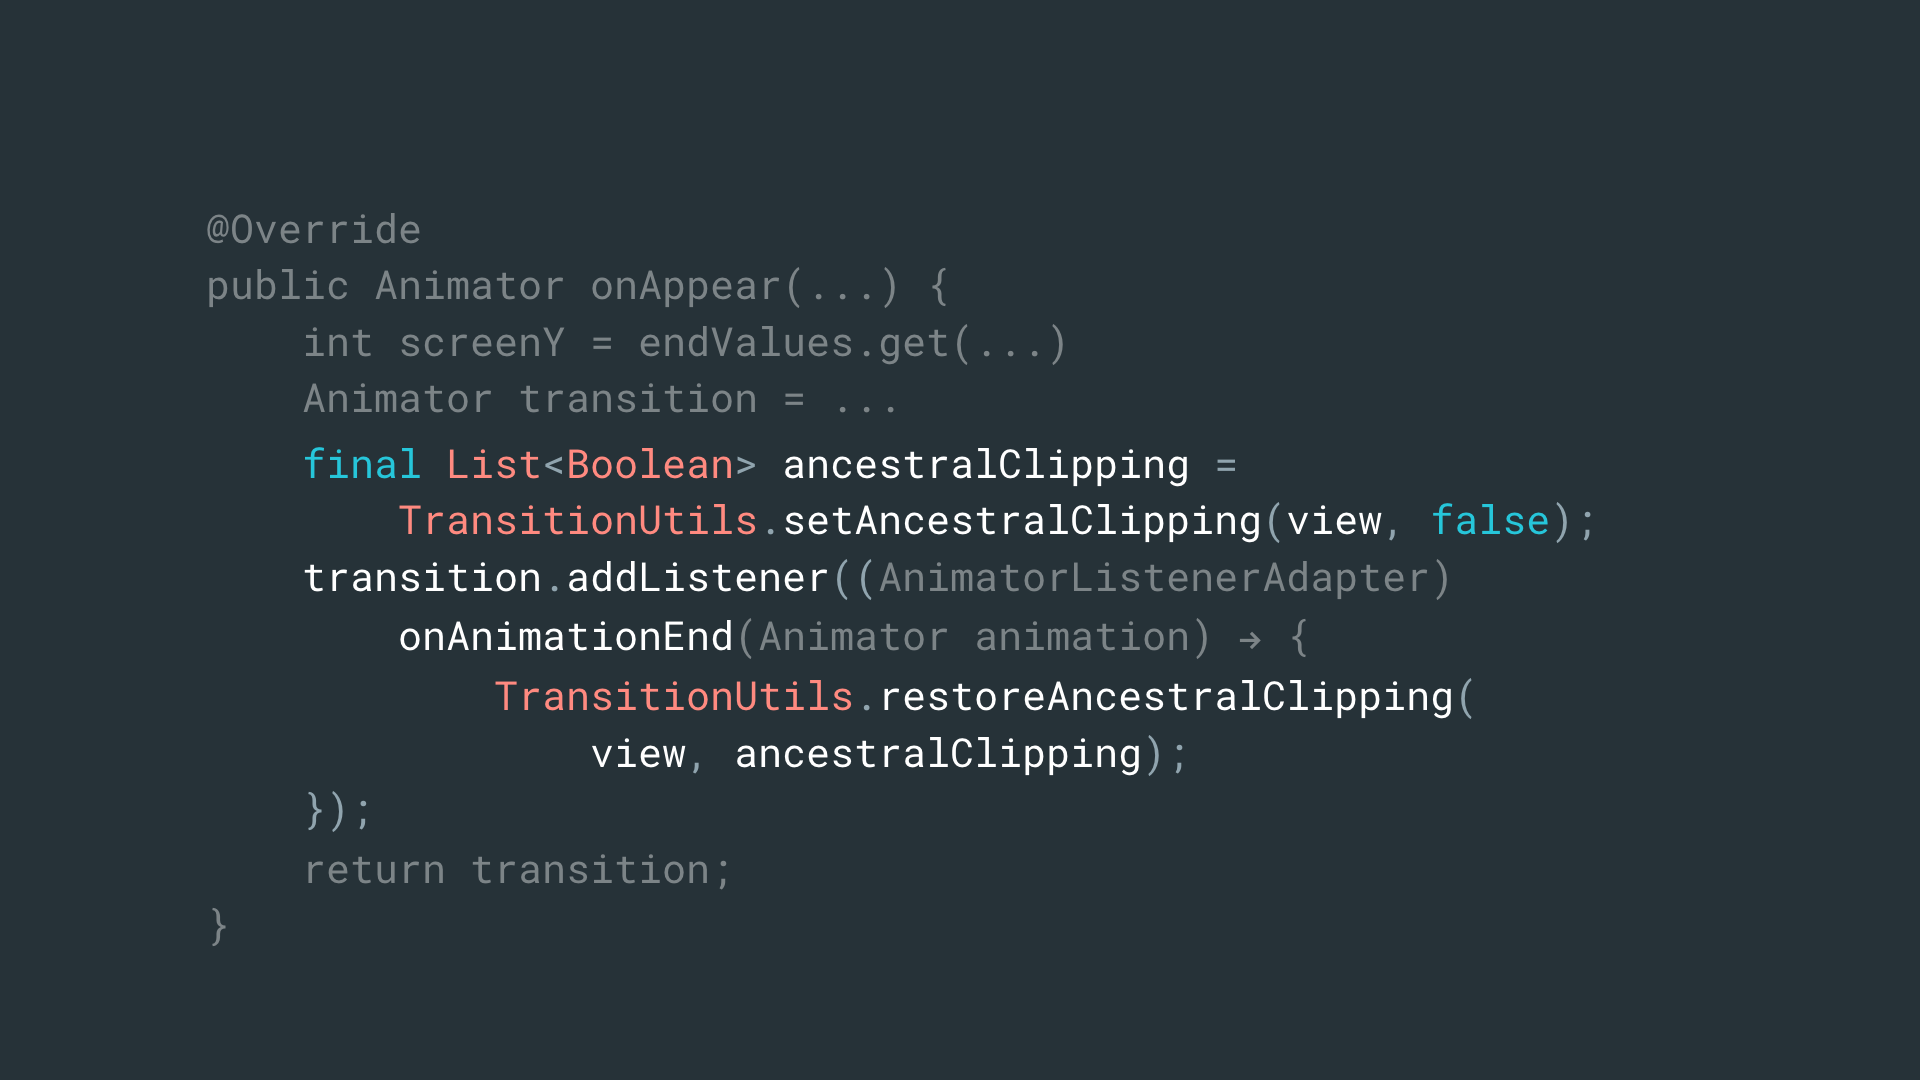 @Override
public Animator onAppear(...) {
    int screenY = endValues.get(...)
    Animator transition = ...
    final List<Boolean> ancestralClipping =
        TransitionUtils.setAncestralClipping(view, false);
    transition.addListener((AnimatorListenerAdapter)
        onAnimationEnd(Animator animation) → {
            TransitionUtils.restoreAncestralClipping(
                view, ancestralClipping);
    });
    return transition;
}